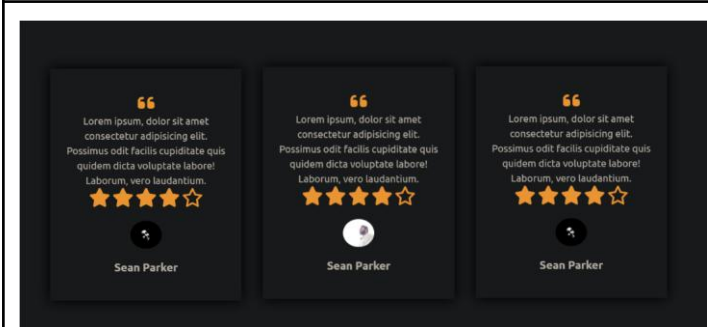 Lorem ipsum, dolor sit amet
consectetur adipisicing elit.
Possimus odit facilis cupiditate quis
quidem dicta voluptate labore!
Laborum, vero laudantium.
Sean Parker
Lorem ipsum, dolor sit amet
consectetur adipisicing elit.
Possimus odit facilis cupiditate quis
quidem dicta voluptate labore!
Laborum, vero laudantium.
Sean Parker
Lorem ipsum, dolor sit amet
consectetur adipisicing elit.
Possimus odit facilis cupiditate quis
quidem dicta voluptate labore!
Laborum, vero laudantium.
Sean Parker